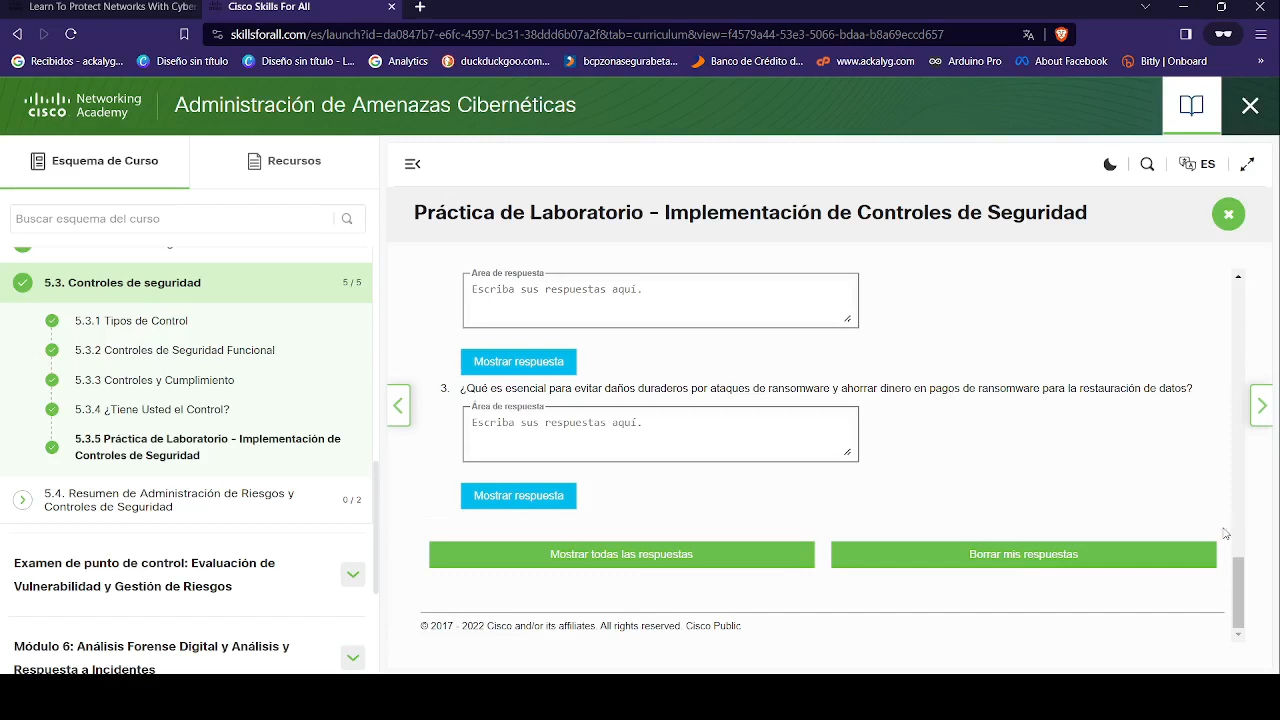 Learn To Protect Networks With Cyber
Cisco Skills For All
skillsforall.com/es/launch?id=da0847b7-e6fc-4597-bc31-38ddd6b07a2f&tab=curriculum&view=f4579a44-53e3-5066-bdaa-b8a69eccd657
Recibidos - ackalyg...
Diseño sin título
Diseño sin título - L...
Analytics
duckduckgoo.com...
bcpzonasegurabeta...
Banco de Crédito d...
www.ackalyg.com
Arduino Pro
About Facebook
Bitly | Onboard
»
cisco Networking Academy
Administración de Amenazas Cibernéticas
Esquema de Curso
Recursos
ES
Buscar esquema del curso
Práctica de Laboratorio - Implementación de Controles de Seguridad
5.3. Controles de seguridad
5 / 5
5.3.1 Tipos de Control
5.3.2 Controles de Seguridad Funcional
5.3.3 Controles y Cumplimiento
5.3.4 ¿Tiene Usted el Control?
5.3.5 Práctica de Laboratorio - Implementación de
Controles de Seguridad
5.4. Resumen de Administración de Riesgos y
Controles de Seguridad
0 / 2
Examen de punto de control: Evaluación de
Vulnerabilidad y Gestión de Riesgos
Módulo 6: Análisis Forense Digital y Análisis y
Respuesta a Incidentes
Área de respuesta
Escriba sus respuestas aquí.
Mostrar respuesta
3. ¿Qué es esencial para evitar daños duraderos por ataques de ransomware y ahorrar dinero en pagos de ransomware para la restauración de datos?
Área de respuesta
Escriba sus respuestas aquí.
Mostrar respuesta
Mostrar todas las respuestas
Borrar mis respuestas
© 2017 - 2022 Cisco and/or its affiliates. All rights reserved. Cisco Public